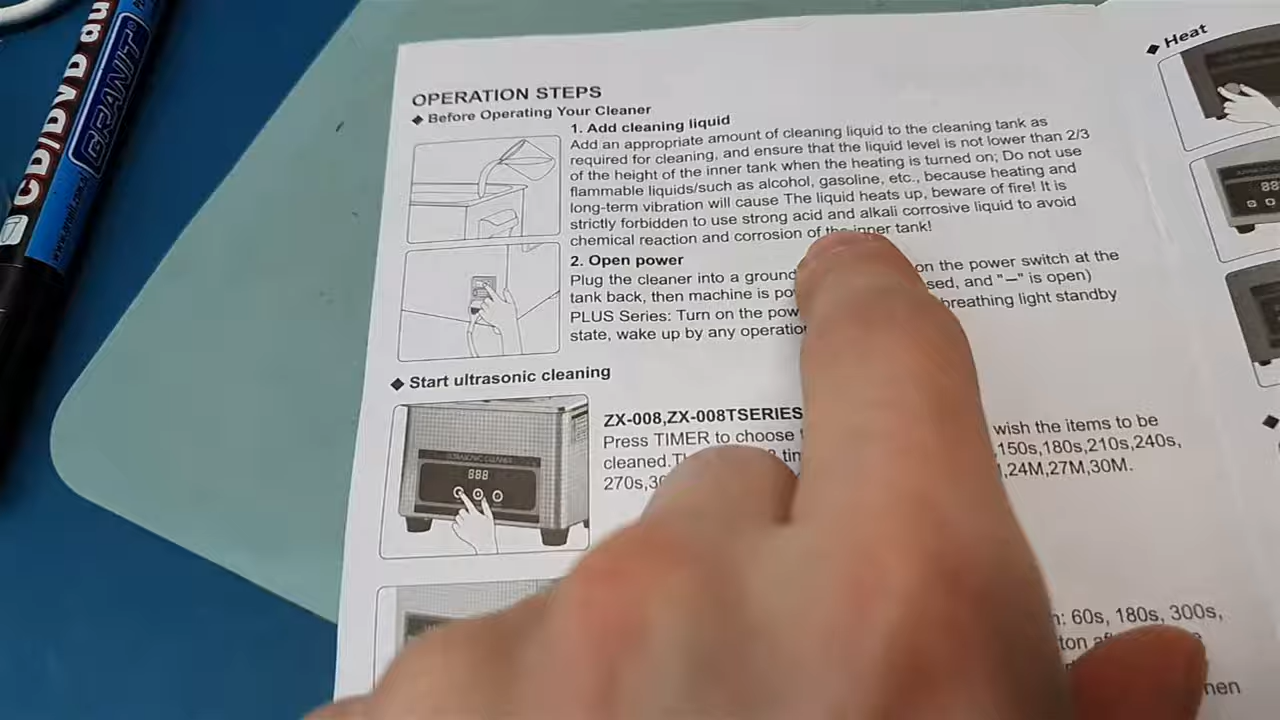 CD/DVD
GRANIT®
OPERATION STEPS
◆ Before Operating Your Cleaner
1. Add cleaning liquid
Add an appropriate amount of cleaning liquid to the cleaning tank as
required for cleaning, and ensure that the liquid level is not lower than 2/3
of the height of the inner tank when the heating is turned on; Do not use
flammable liquids/such as alcohol, gasoline, etc., because heating and
long-term vibration will cause The liquid heats up, beware of fire! It is
strictly forbidden to use strong acid and alkali corrosive liquid to avoid
chemical reaction and corrosion of the inner tank!
2. Open power
Plug the cleaner into a ground on the power switch at the
tank back, then machine is and "—" is open)
PLUS Series: Turn on the breathing light standby
state, wake up by any
◆ Start ultrasonic cleaning
ULTRASONIC CLEANER
888
ZX-008,ZX-008TSERIES
Press TIMER to choose wish the items to be
cleaned. 150s,180s,210s,240s,
270s, ,24M,27M,30M.
60s, 180s, 300s,
◆ Heat
88